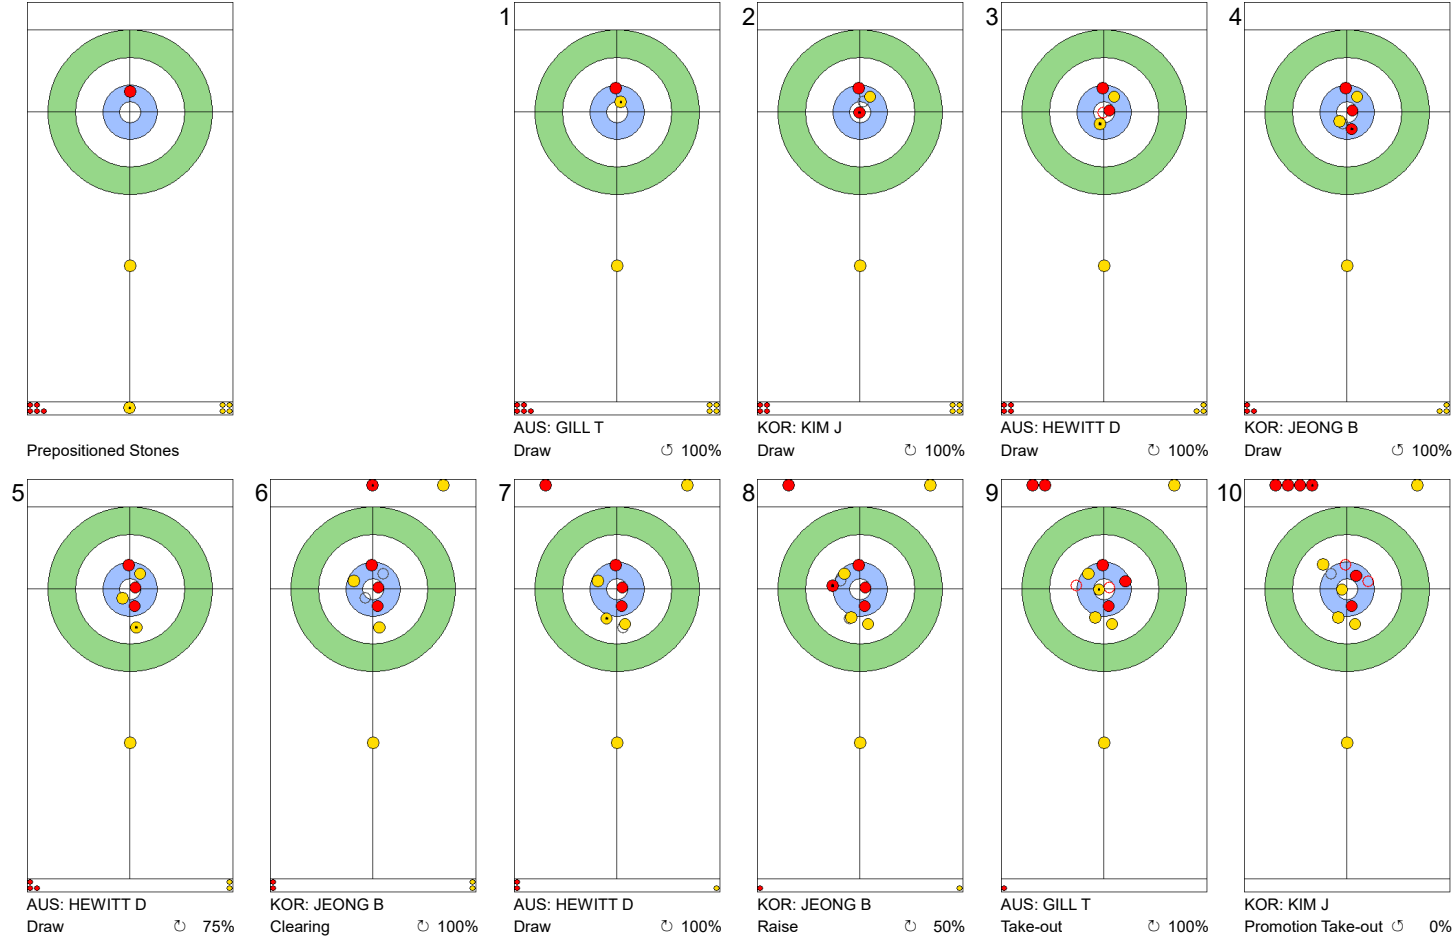 1
2
3
4
Prepositioned Stones
AUS: GILL T
Draw ↺ 100%
KOR: KIM J
Draw ↻ 100%
AUS: HEWITT D
Draw ↻ 100%
KOR: JEONG B
Draw ↻ 100%
5
6
7
8
9
10
AUS: HEWITT D
Draw ↻ 75%
KOR: JEONG B
Clearing ↻ 100%
AUS: HEWITT D
Draw ↻ 100%
KOR: JEONG B
Raise ↻ 50%
AUS: GILL T
Take-out ↻ 100%
KOR: KIM J
Promotion Take-out ↺ 0%